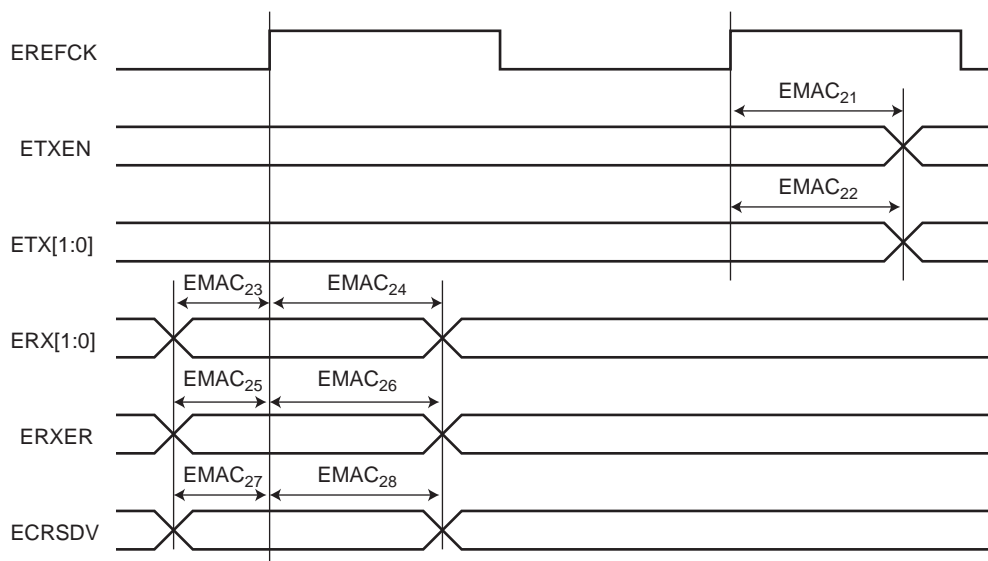 EREFCK
EMAC21
ETXEN
EMAC22
ETX[1:0]
EMAC23 EMAC24
ERX[1:0]
EMAC25 EMAC26
ERXER
EMAC27 EMAC28
ECRSDV